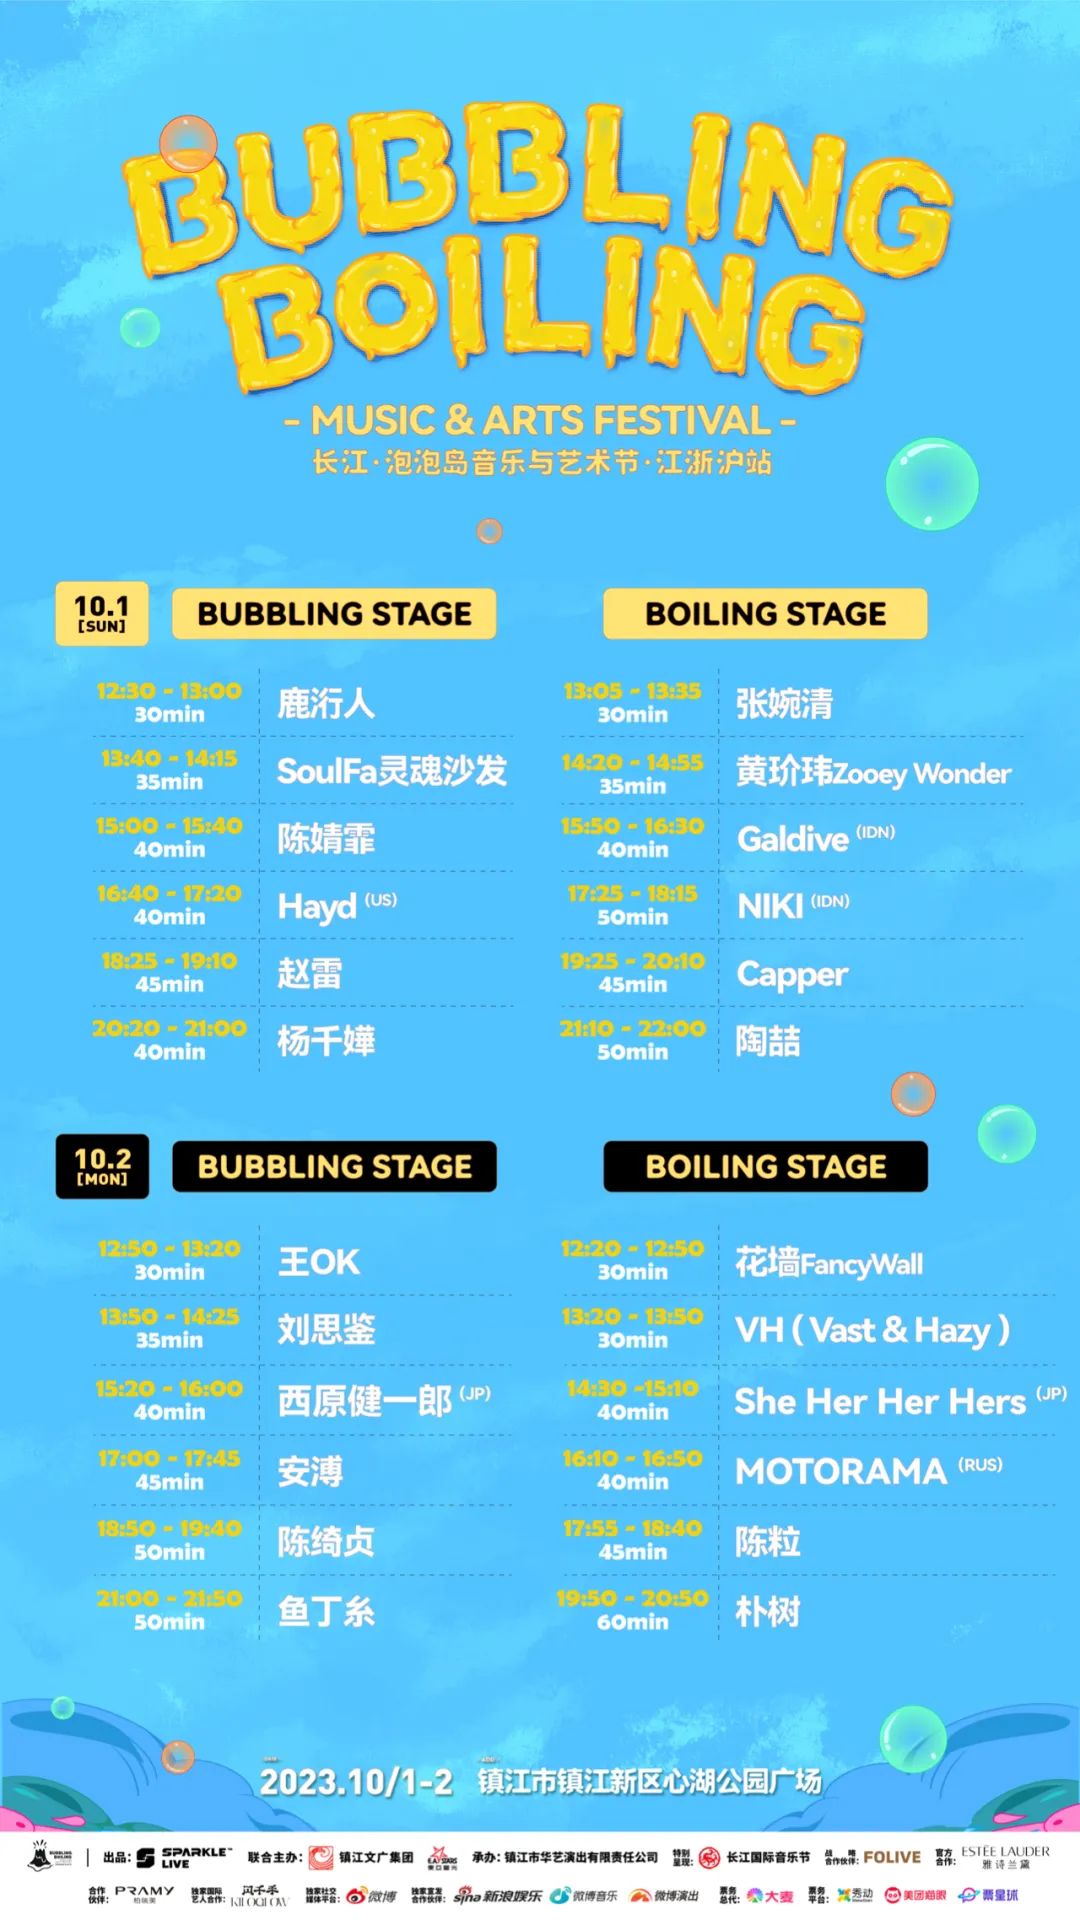 BUBBLING
BOILING
- MUSIC & ARTS FESTIVAL -
长江·泡泡岛音乐与艺术节·江浙沪站
10.1
[SUN]
BUBBLING STAGE
12:30 - 13:00
30min
鹿洐人
13:40 - 14:15
35min
SoulFa灵魂沙发
15:00 - 15:40
40min
陈婧霏
16:40 - 17:20
40min
Hayd (US)
18:25 - 19:10
45min
赵雷
20:20 - 21:00
40min
杨千嬅
BOILING STAGE
13:05 - 13:35
30min
张婉清
14:20 - 14:55
35min
黄玠玮Zooey Wonder
15:50 - 16:30
40min
Galdive (IDN)
17:25 - 18:15
50min
NIKI (IDN)
19:25 - 20:10
45min
Capper
21:10 - 22:00
50min
陶喆
10.2
[MON]
BUBBLING STAGE
12:50 - 13:20
30min
王OK
13:50 - 14:25
35min
刘思鉴
15:20 - 16:00
40min
西原健一郎 (JP)
17:00 - 17:45
45min
安溥
18:50 - 19:40
50min
陈绮贞
21:00 - 21:50
50min
鱼丁糸
BOILING STAGE
12:20 - 12:50
30min
花墙FancyWall
13:20 - 13:50
30min
VH ( Vast & Hazy )
14:30 -15:10
40min
She Her Her Hers (JP)
16:10 - 16:50
40min
MOTORAMA (RUS)
17:55 - 18:40
45min
陈粒
19:50 - 20:50
60min
朴树
2023.10/1-2
镇江市镇江新区心湖公园广场
BUBBLING BOILING
出品: SPARKLE LIVE 联合主办: 镇江文广集团 EAYSTARS 东亚星光 承办: 镇江市华艺演出有限责任公司 特别呈现: 长江国际音乐节 战略合作伙伴: FOLIVE 官方合作: ESTĒE LAUDER 雅诗兰黛
合作伙伴: PRAMY 柏瑞美 独家国际艺人合作: 风千手 KILOGLOW 独家社交媒体平台: 微博 独家宣发合作伙伴: sina 新浪娱乐 微博音乐 微博演出 票务总代: 大麦 票务平台: 秀动 美团猫眼 票星球